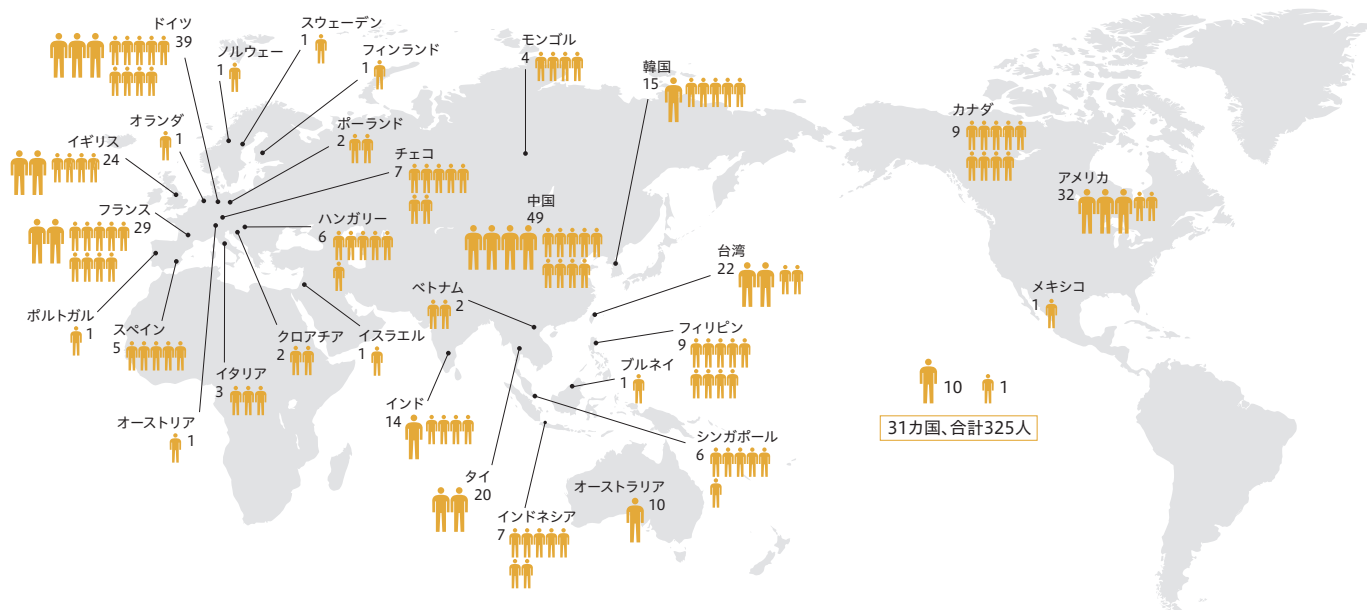 ドイツ
39
ノルウェー
1
スウェーデン
1
フィンランド
1
モンゴル
4
韓国
15
オランダ
1
イギリス
24
ポーランド
2
チェコ
7
フランス
29
ハンガリー
6
中国
49
台湾
22
ベトナム
2
ポルトガル
1
スペイン
5
クロアチア
2
イスラエル
1
フィリピン
9
イタリア
3
ブルネイ
1
オーストリア
1
インド
14
シンガポール
6
タイ
20
インドネシア
7
オーストラリア
10
カナダ
9
アメリカ
32
メキシコ
1
10
1
31カ国、合計325人